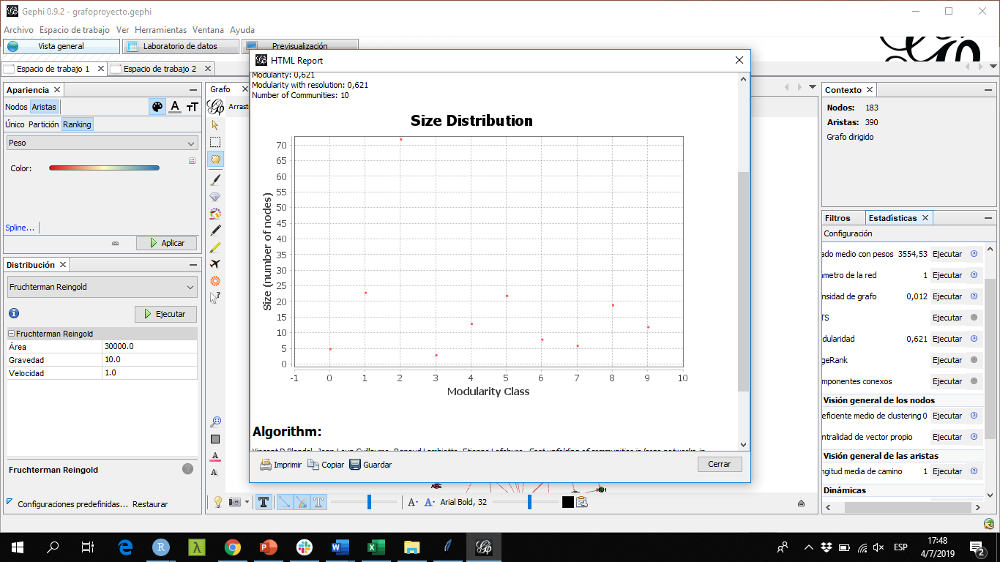 Gephi 0.9.2 - grafoproyecto.gephi
Archivo Espacio de trabajo Ver Herramientas Ventana Ayuda
Vista general
Laboratorio de datos
Previsualización
Espacio de trabajo 1
Espacio de trabajo 2
Apariencia
Nodos Aristas
Único Partición Ranking
Peso
Color:
Spline...
Aplicar
Distribución
Fruchterman Reingold
Ejecutar
Fruchterman Reingold
Área 30000.0
Gravedad 10.0
Velocidad 1.0
Fruchterman Reingold
Configuraciones predefinidas... Restaurar
Grafo
Arrast
HTML Report
Modularity: 0,621
Modularity with resolution: 0,621
Number of Communities: 10
Size Distribution
Size (number of nodes)
70
65
60
55
50
45
40
35
30
25
20
15
10
5
0
-1 0 1 2 3 4 5 6 7 8 9 10
Modularity Class
Algorithm:
Imprimir Copiar Guardar Cerrar
Arial Bold, 32
Contexto
Nodos: 183
Aristas: 390
Grafo dirigido
Filtros Estadísticas
Configuración
ado medio con pesos 3554,53 Ejecutar
ámetro de la red 1 Ejecutar
ensidad de grafo 0,012 Ejecutar
TS Ejecutar
dularidad 0,621 Ejecutar
geRank Ejecutar
mponentes conexos Ejecutar
Visión general de los nodos
eficiente medio de clustering 0 Ejecutar
ntralidad de vector propio Ejecutar
Visión general de las aristas
ngitud media de camino 1 Ejecutar
Dinámicas
ESP
17:48
4/7/2019
2